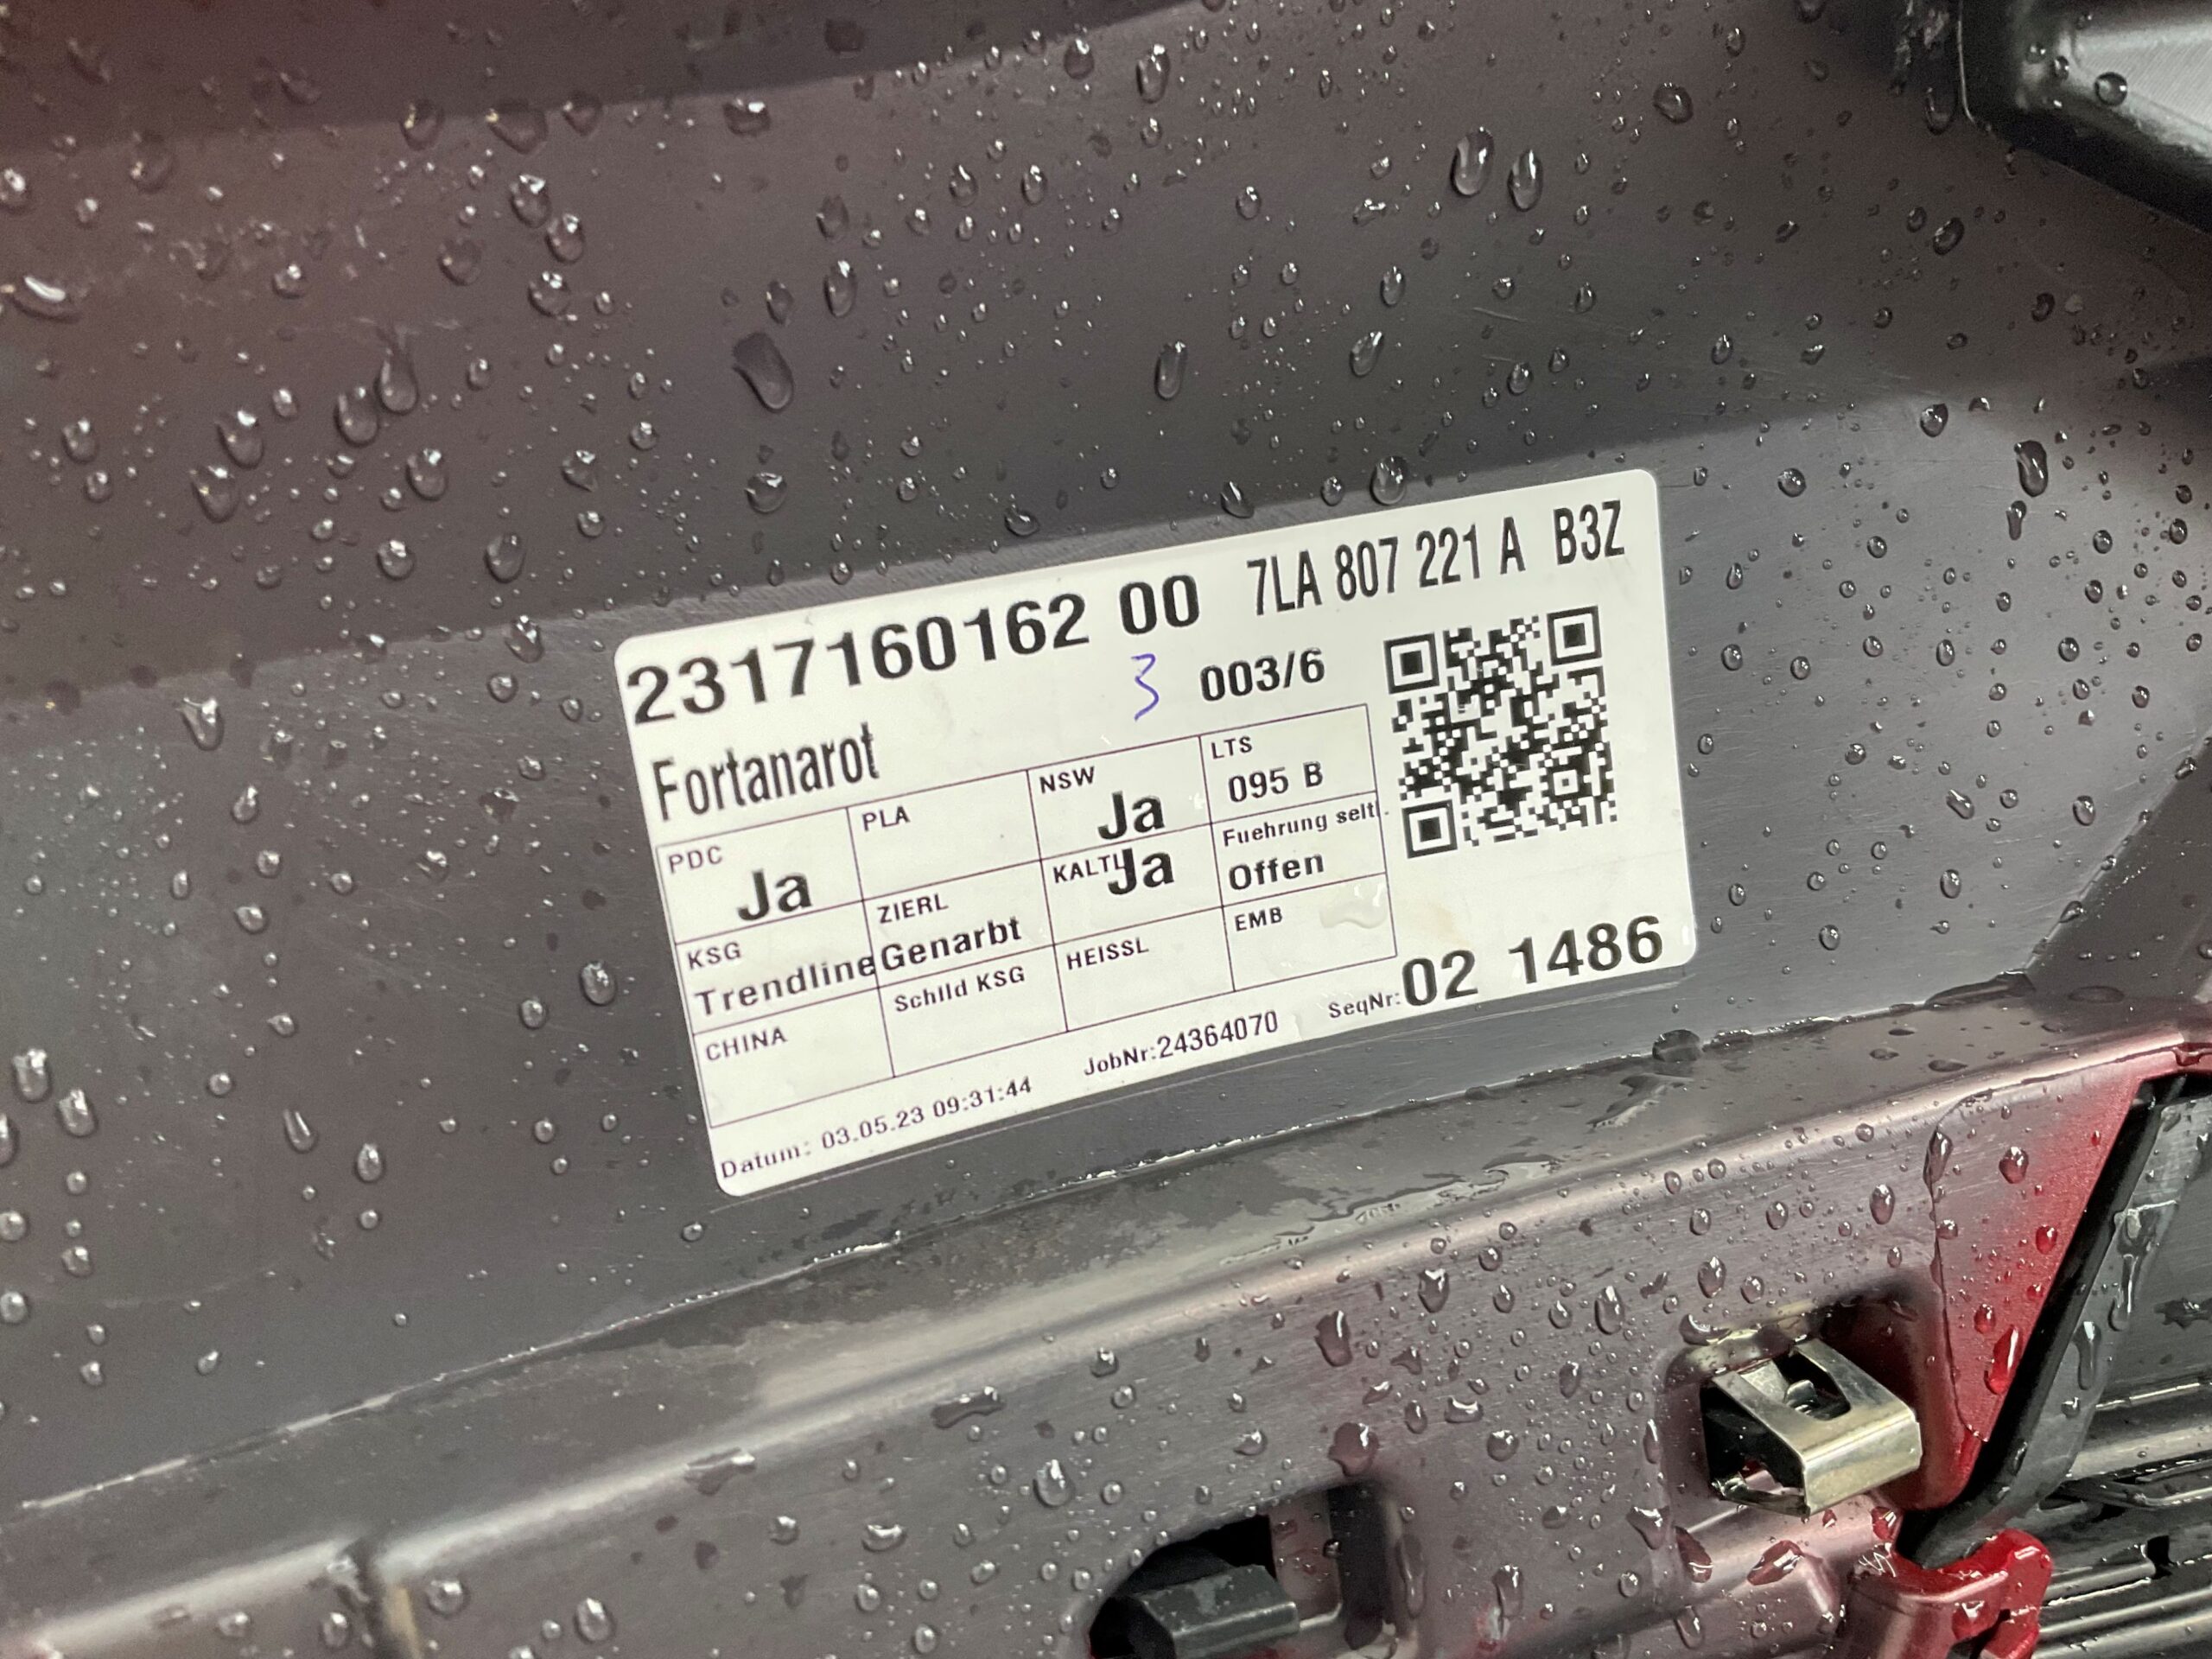 2317160162 00 7LA 807 221 A B3Z
Fortanarot 3 003/6
PDC PLA NSW LTS
Ja Ja 095 B
KSG ZIERL KALTL Fuehrung seitl.
Trendline Genarbt Ja Offen
CHINA Schild KSG HEISSL EMB
Datum: 03.05.23 09:31:44 JobNr:24364070 SeqNr:02 1486